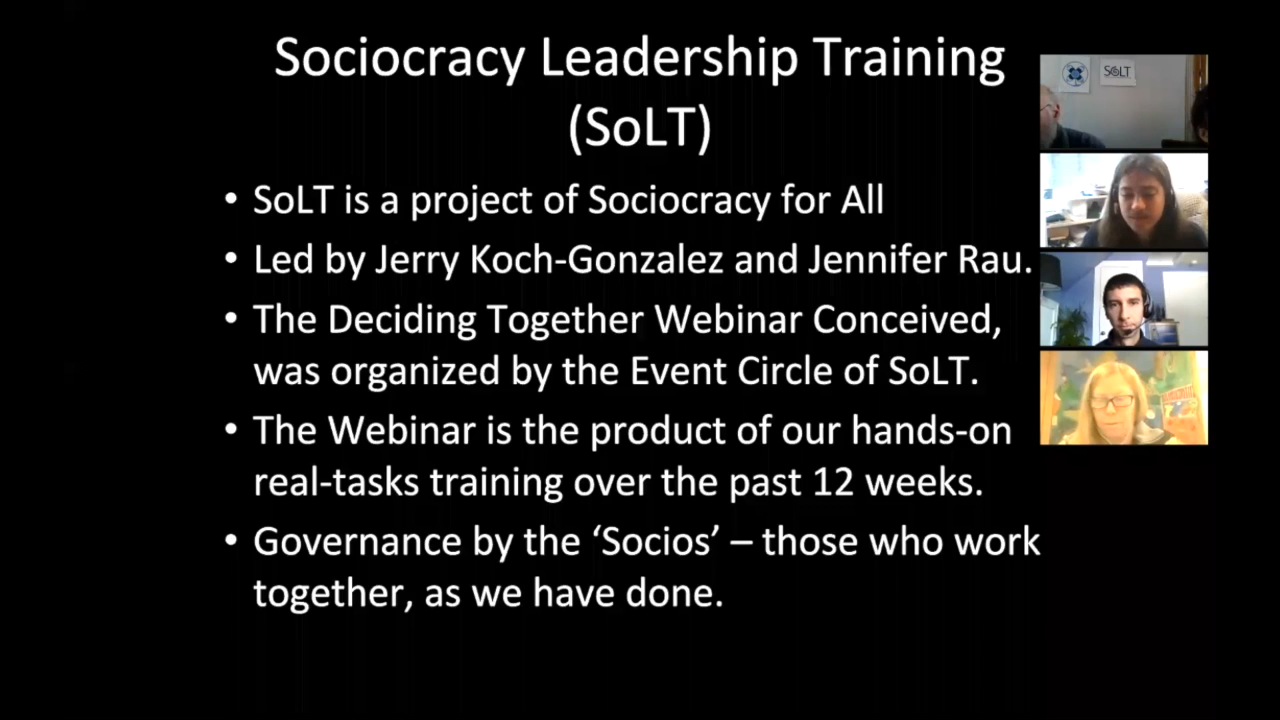 Sociocracy Leadership Training
(SoLT)
• SoLT is a project of Sociocracy for All
• Led by Jerry Koch-Gonzalez and Jennifer Rau.
• The Deciding Together Webinar Conceived,
was organized by the Event Circle of SoLT.
• The Webinar is the product of our hands-on
real-tasks training over the past 12 weeks.
• Governance by the ‘Socios’ – those who work
together, as we have done.
SoLT